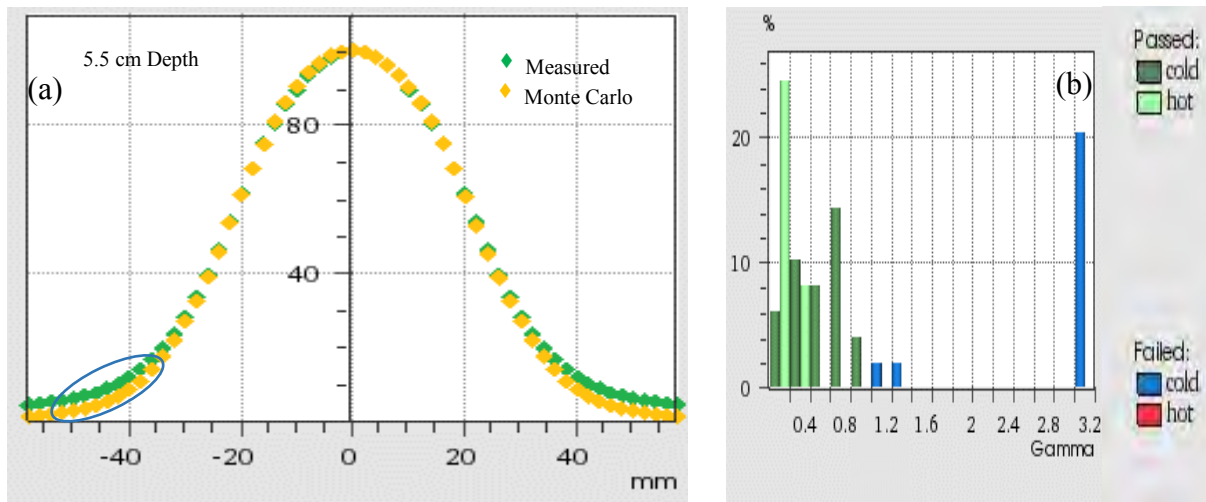 5.5 cm Depth
(a)
Measured
Monte Carlo
80
40
-40 -20 0 20 40
mm
%
(b)
20
10
0
0.4 0.8 1.2 1.6 2 2.4 2.8 3.2
Gamma
Passed:
cold
hot
Failed:
cold
hot